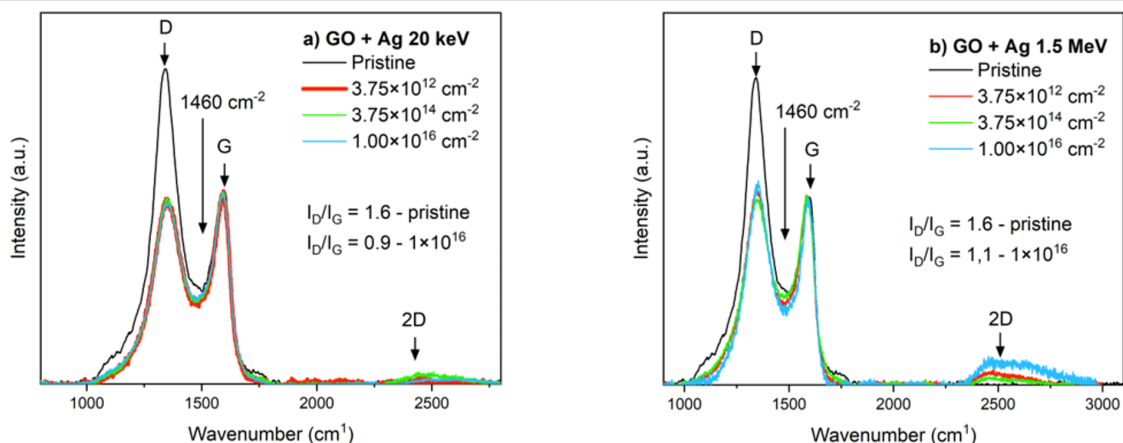 a) GO + Ag 20 keV
D
Pristine
3.75×10¹² cm⁻²
3.75×10¹⁴ cm⁻²
1.00×10¹⁶ cm⁻²
1460 cm⁻²
G
I_D/I_G = 1.6 - pristine
I_D/I_G = 0.9 - 1×10¹⁶
2D
Intensity (a.u.)
1000
1500
2000
2500
Wavenumber (cm¹)
b) GO + Ag 1.5 MeV
D
Pristine
3.75×10¹² cm⁻²
3.75×10¹⁴ cm⁻²
1.00×10¹⁶ cm⁻²
1460 cm⁻²
G
I_D/I_G = 1.6 - pristine
I_D/I_G = 1,1 - 1×10¹⁶
2D
Intensity (a.u.)
1000
1500
2000
2500
3000
Wavenumber (cm¹)